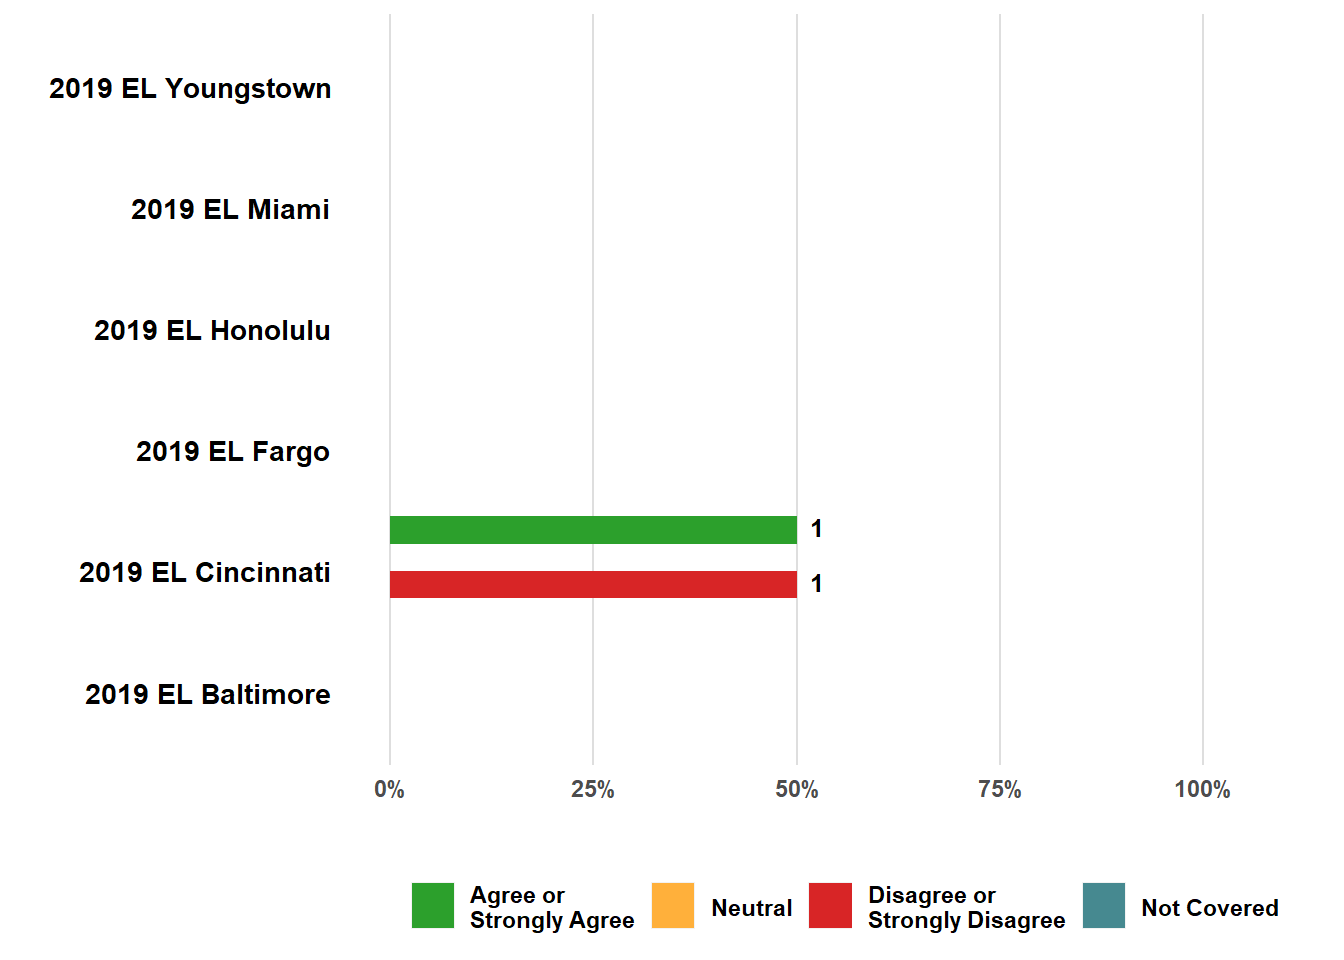 2019 EL Youngstown
2019 EL Miami
2019 EL Honolulu
2019 EL Fargo
1
2019 EL Cincinnati
1
2019 EL Baltimore
0% 25% 50% 75% 100%
Agree or
Strongly Agree
Neutral
Disagree or
Strongly Disagree
Not Covered